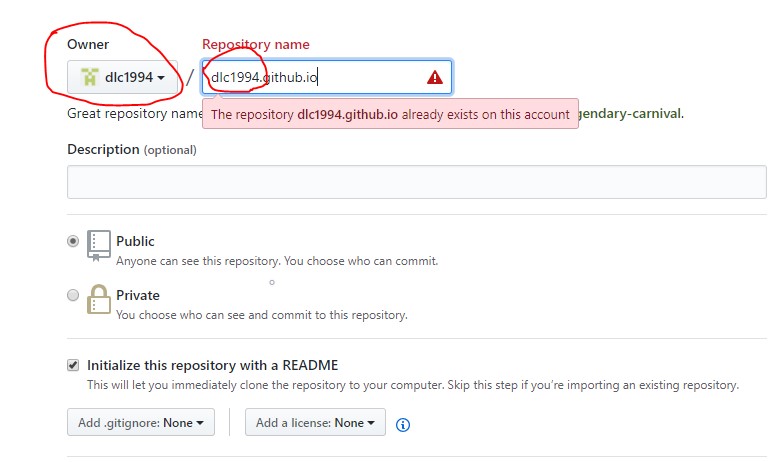 Owner
Repository name
dlc1994 / dlc1994.github.io
The repository dlc1994.github.io already exists on this account
Great repository name gendary-carnival.
Description (optional)
Public
Anyone can see this repository. You choose who can commit.
Private
You choose who can see and commit to this repository.
Initialize this repository with a README
This will let you immediately clone the repository to your computer. Skip this step if you’re importing an existing repository.
Add .gitignore: None Add a license: None